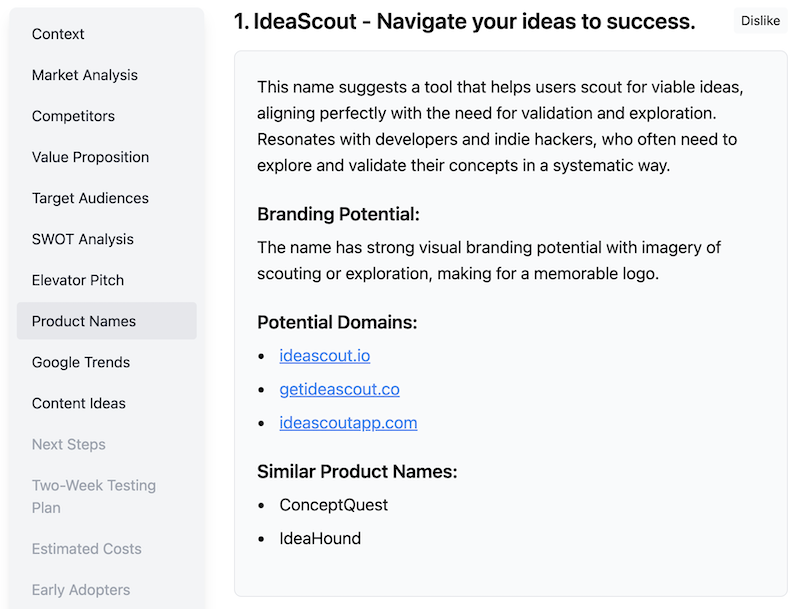 Context
Market Analysis
Competitors
Value Proposition
Target Audiences
SWOT Analysis
Elevator Pitch
Product Names
Google Trends
Content Ideas
Next Steps
Two-Week Testing
Plan
Estimated Costs
Early Adopters
1. IdeaScout - Navigate your ideas to success.
Dislike
This name suggests a tool that helps users scout for viable ideas,
aligning perfectly with the need for validation and exploration.
Resonates with developers and indie hackers, who often need to
explore and validate their concepts in a systematic way.
Branding Potential:
The name has strong visual branding potential with imagery of
scouting or exploration, making for a memorable logo.
Potential Domains:
• ideascout.io
• getideascout.co
• ideascoutapp.com
Similar Product Names:
• ConceptQuest
• IdeaHound